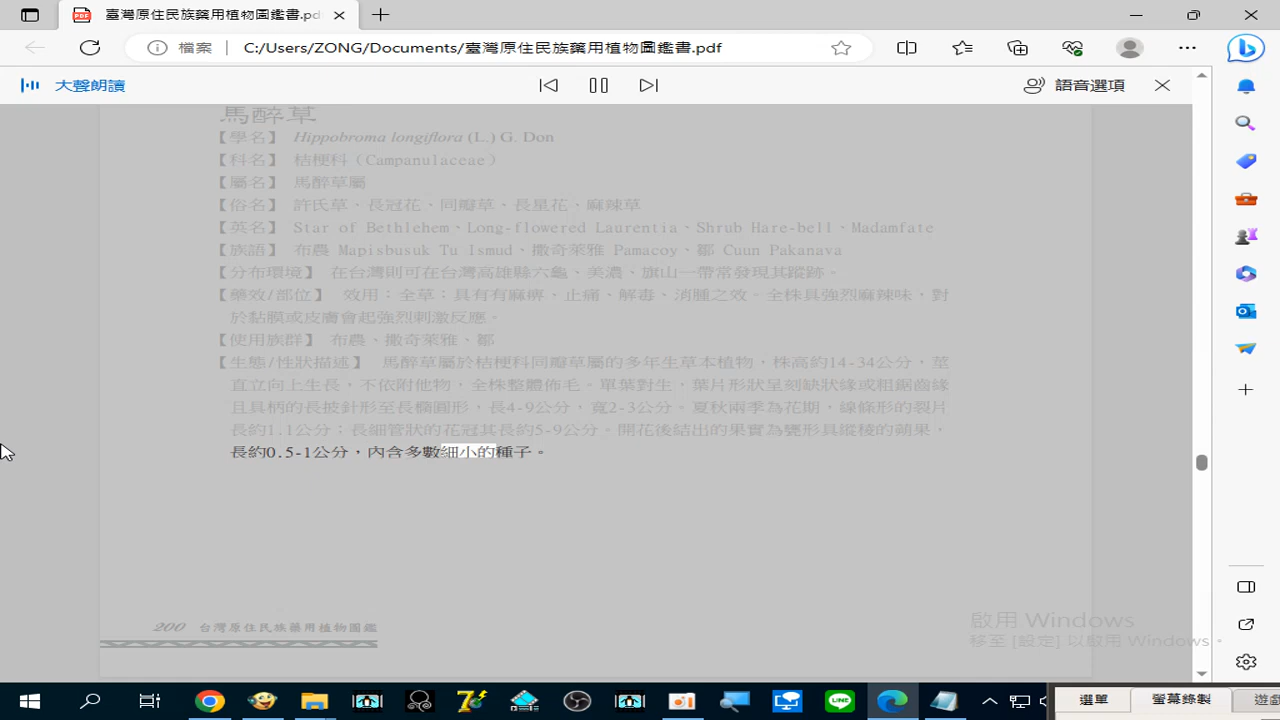 臺灣原住民族藥用植物圖鑑書.pd
檔案
C:/Users/ZONG/Documents/臺灣原住民族藥用植物圖鑑書.pdf
大聲朗讀
語音選項
馬醉草
【學名】 Hippobroma longiflora (L.) G. Don
【科名】 桔梗科（Campanulaceae）
【屬名】 馬醉草屬
【俗名】 許氏草、長冠花、同瓣草、長星花、麻辣草
【英名】 Star of Bethlehem、Long-flowered Laurentia、Shrub Hare-bell、Madamfate
【族語】 布農 Mapisbusuk Tu Ismud、撒奇萊雅 Pamacoy、鄒 Cuun Pakanava
【分布環境】 在台灣則可在台灣高雄縣六龜、美濃、旗山一帶常發現其蹤跡。
【藥效/部位】 效用：全草：具有有麻痺、止痛、解毒、消腫之效。全株具強烈麻辣味，對
於黏膜或皮膚會起強烈刺激反應。
【使用族群】 布農、撒奇萊雅、鄒
【生態/性狀描述】 馬醉草屬於桔梗科同瓣草屬的多年生草本植物，株高約14-34公分，莖
直立向上生長，不依附他物，全株整體佈毛。單葉對生，葉片形狀呈刻缺狀緣或粗鋸齒緣
且具柄的長披針形至長橢圓形，長4-9公分，寬2-3公分。夏秋兩季為花期，線條形的裂片
長約1.1公分；長細管狀的花冠其長約5-9公分。開花後結出的果實為甕形具縱稜的蒴果，
長約0.5-1公分，內含多數細小的種子。
200 台灣原住民族藥用植物圖鑑
啟用 Windows
移至 [設定] 以啟用 Windows。
選單
螢幕錄製
遊戲